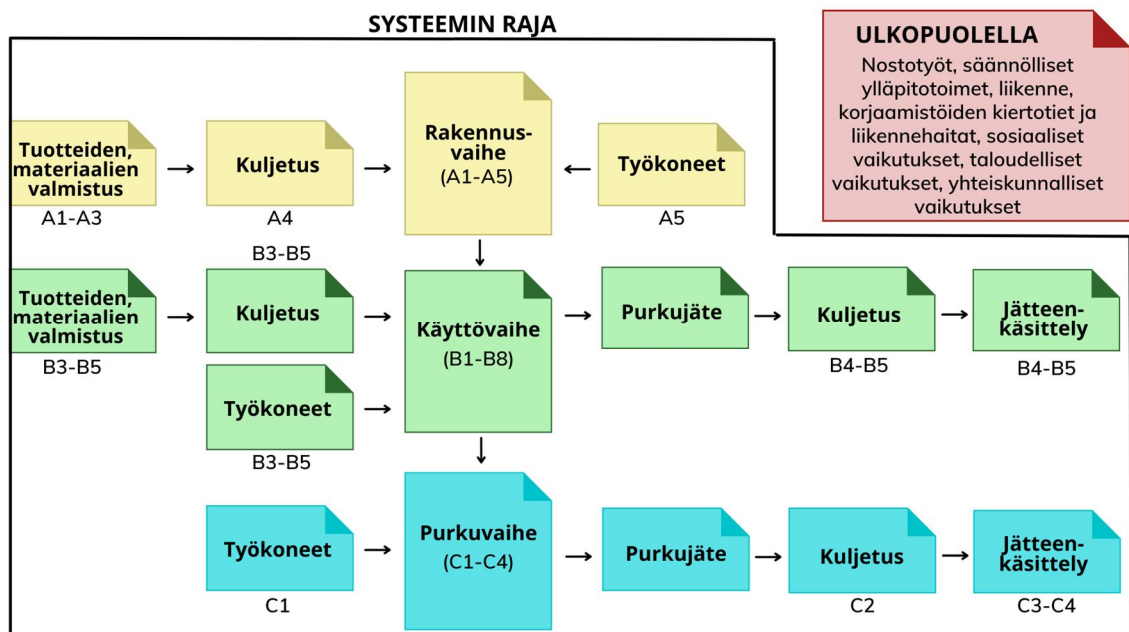 SYSTEEMIN RAJA
ULKOPUOLELLA
Nostotyöt, säännölliset
ylläpitotoimet, liikenne,
korjaamistöiden kiertotiet ja
liikennehaitat, sosiaaliset
vaikutukset, taloudelliset
vaikutukset, yhteiskunnalliset
vaikutukset
Tuotteiden,
materiaalien
valmistus
A1-A3
Kuljetus
A4
Rakennus-
vaihe
(A1-A5)
Työkoneet
A5
Tuotteiden,
materiaalien
valmistus
B3-B5
B3-B5
Kuljetus
Työkoneet
B3-B5
Käyttövaihe
(B1-B8)
Purkujäte
Kuljetus
B4-B5
Jätteen-
käsittely
B4-B5
Työkoneet
C1
Purkuvaihe
(C1-C4)
Purkujäte
Kuljetus
C2
Jätteen-
käsittely
C3-C4